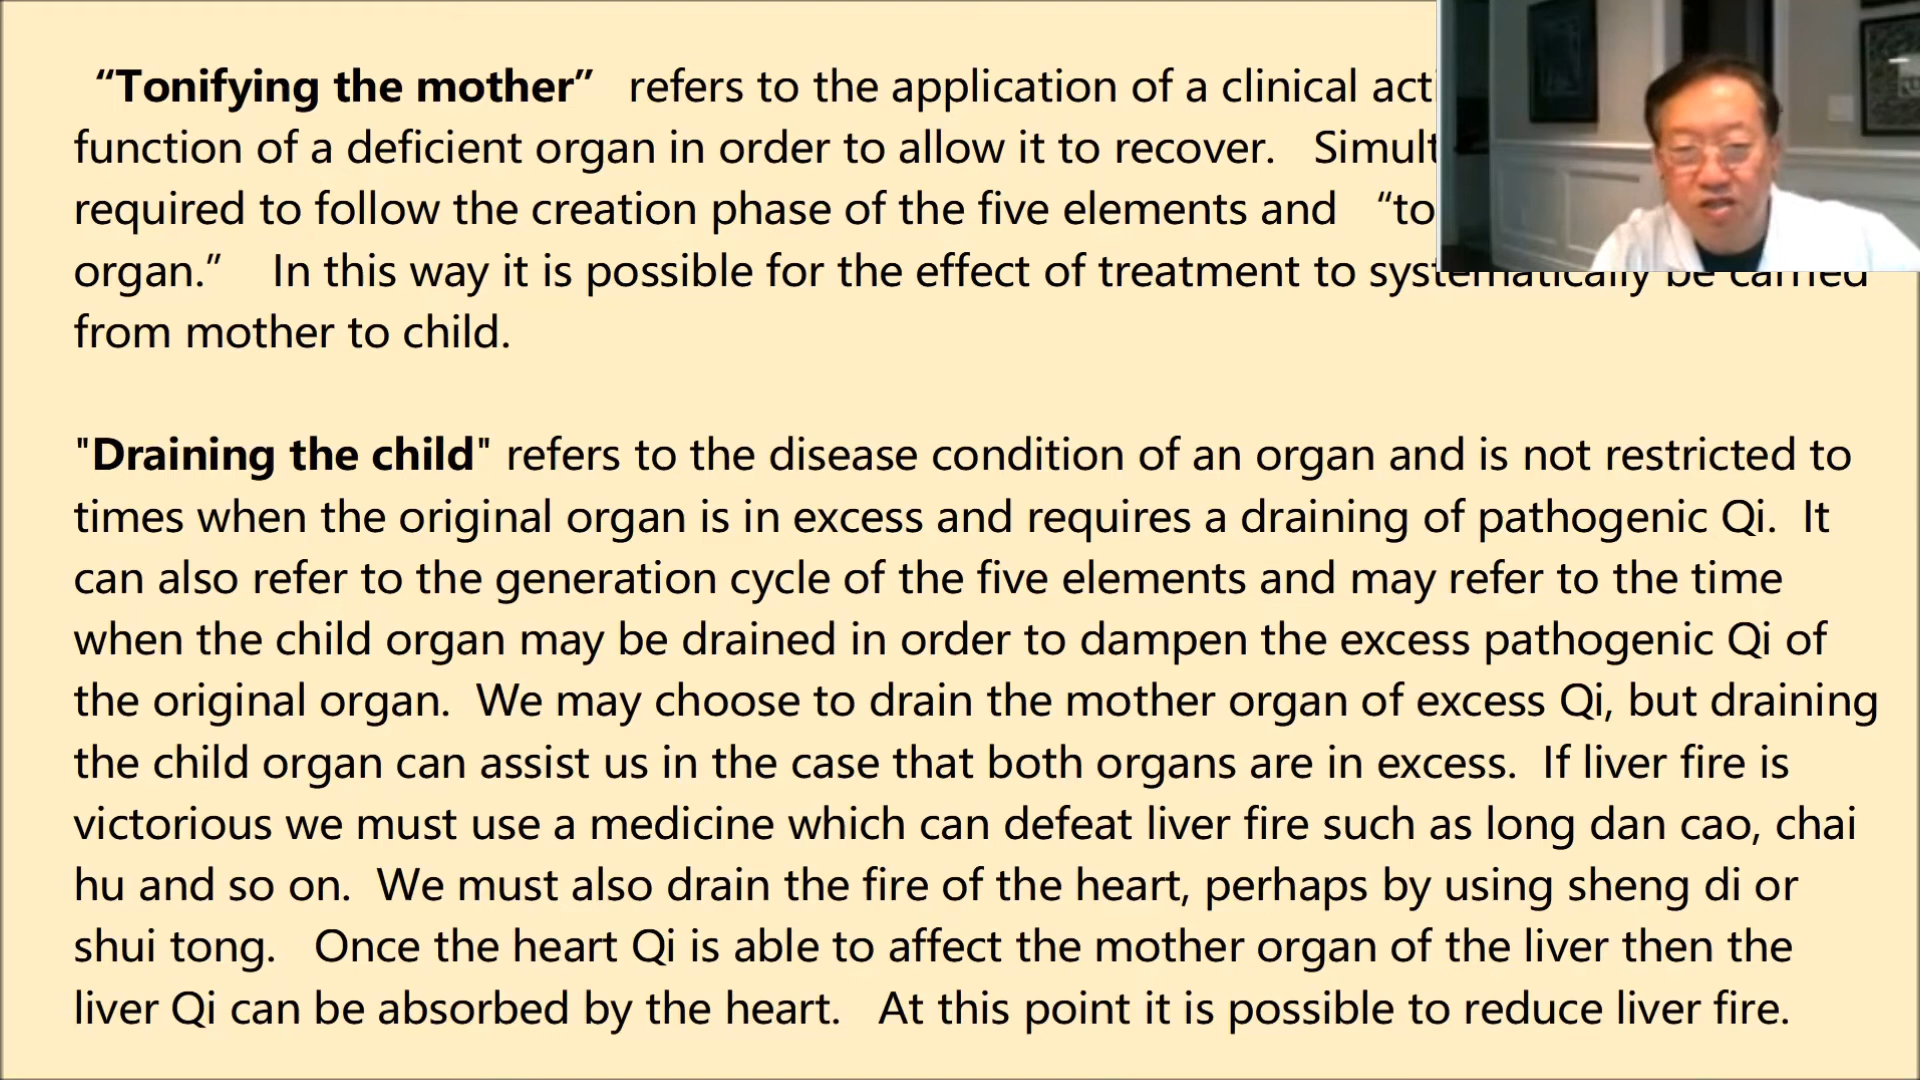 “Tonifying the mother” refers to the application of a clinical
function of a deficient organ in order to allow it to recover.
required to follow the creation phase of the five elements and
organ.” In this way it is possible for the effect of treatment to systematically be carried
from mother to child.
"Draining the child" refers to the disease condition of an organ and is not restricted to
times when the original organ is in excess and requires a draining of pathogenic Qi. It
can also refer to the generation cycle of the five elements and may refer to the time
when the child organ may be drained in order to dampen the excess pathogenic Qi of
the original organ. We may choose to drain the mother organ of excess Qi, but draining
the child organ can assist us in the case that both organs are in excess. If liver fire is
victorious we must use a medicine which can defeat liver fire such as long dan cao, chai
hu and so on. We must also drain the fire of the heart, perhaps by using sheng di or
shui tong. Once the heart Qi is able to affect the mother organ of the liver then the
liver Qi can be absorbed by the heart. At this point it is possible to reduce liver fire.